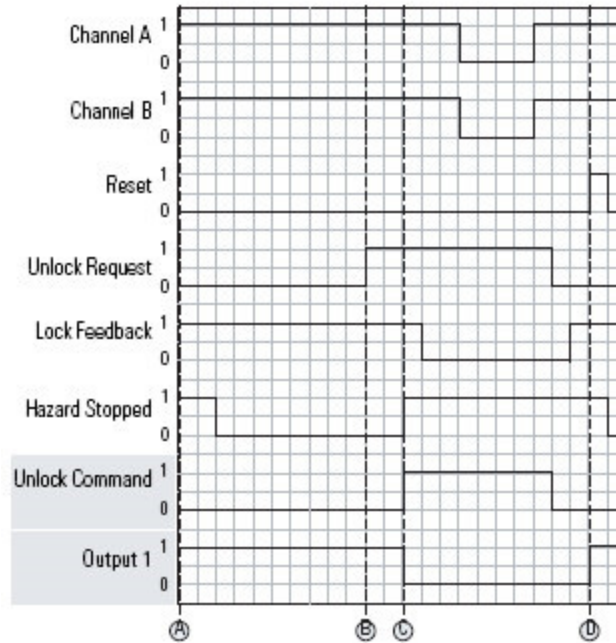 Channel A 1
0
Channel B 1
0
Reset 1
0
Unlock Request 1
0
Lock Feedback 1
0
Hazard Stopped 1
0
Unlock Command 1
0
Output 1 1
0
A B C D